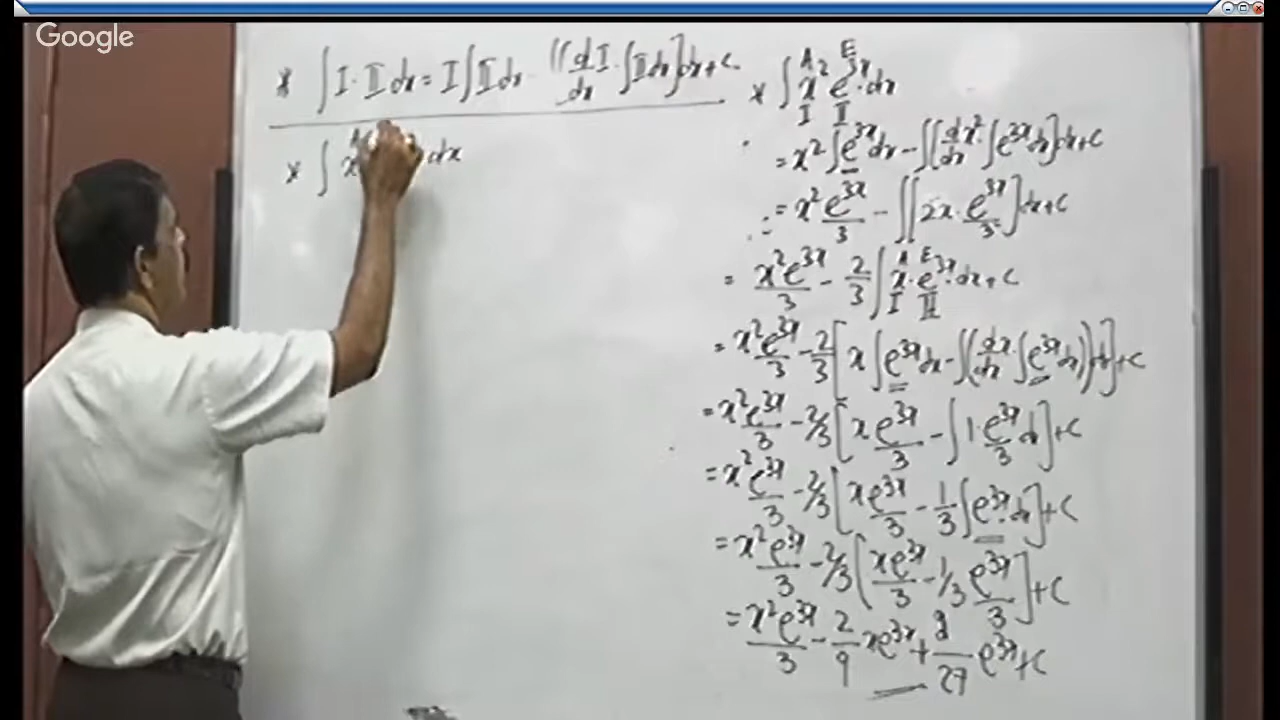 Google
* ∫ I · II dx = I ∫ II dx - ∫[d/dx I · ∫ II dx] dx + C
* ∫ x dx
A E
* ∫ x² e^3x · dx
I II
= x² ∫ e^3x dx - ∫[d/dx x² · ∫ e^3x dx] dx + C
= x² e^3x/3 - ∫[2x · e^3x/3] dx + C
A E
= x² e^3x/3 - 2/3 ∫ x · e^3x · dx + C
I II
= x² e^3x/3 - 2/3 [x ∫ e^3x dx - ∫(dx/dx · ∫ e^3x dx) dx] + C
= x² e^3x/3 - 2/3 [x e^3x/3 - ∫ 1 · e^3x/3 dx] + C
= x² e^3x/3 - 2/3 [x e^3x/3 - 1/3 ∫ e^3x · dx] + C
= x² e^3x/3 - 2/3 [x e^3x/3 - 1/3 e^3x/3] + C
= x² e^3x/3 - 2/9 x e^3x + 2/27 e^3x + C